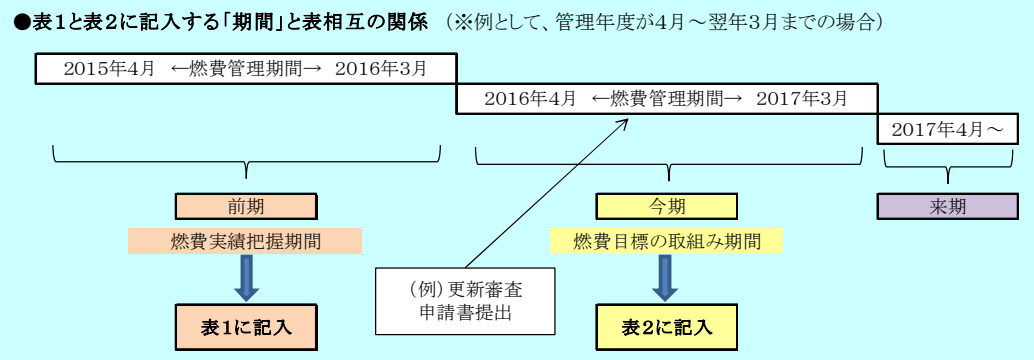 ●表1と表2に記入する「期間」と表相互の関係 (※例として、管理年度が4月～翌年3月までの場合)
2015年4月 ←燃費管理期間→ 2016年3月
2016年4月 ←燃費管理期間→ 2017年3月
2017年4月～
前期
今期
来期
燃費実績把握期間
燃費目標の取組み期間
(例)更新審査
申請書提出
表1に記入
表2に記入